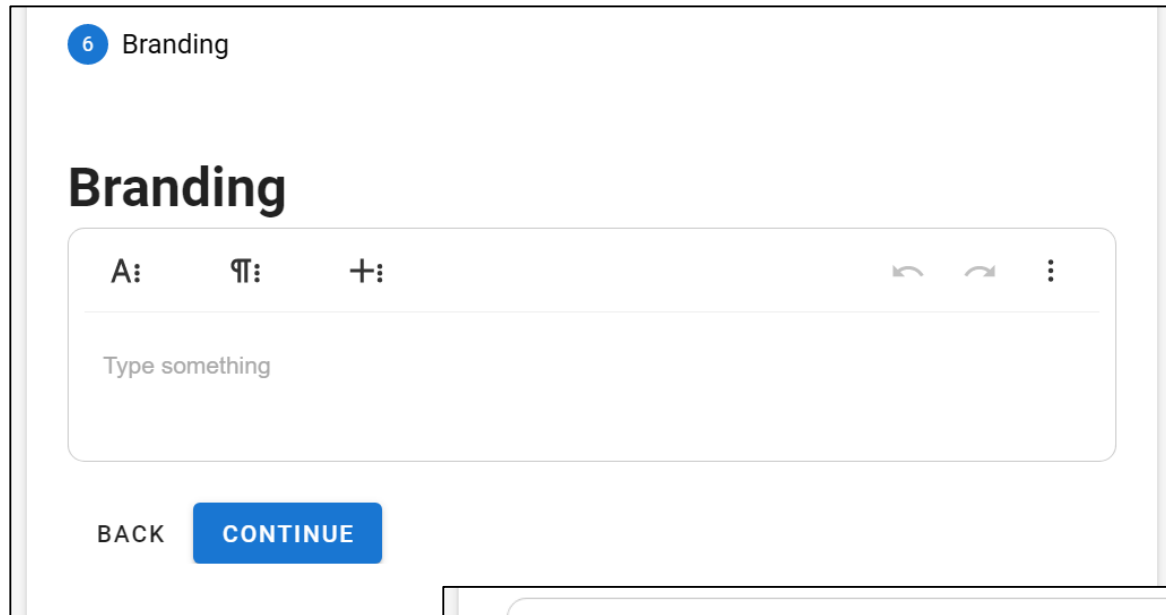 6 Branding
Branding
A
¶
+
Type something
BACK CONTINUE